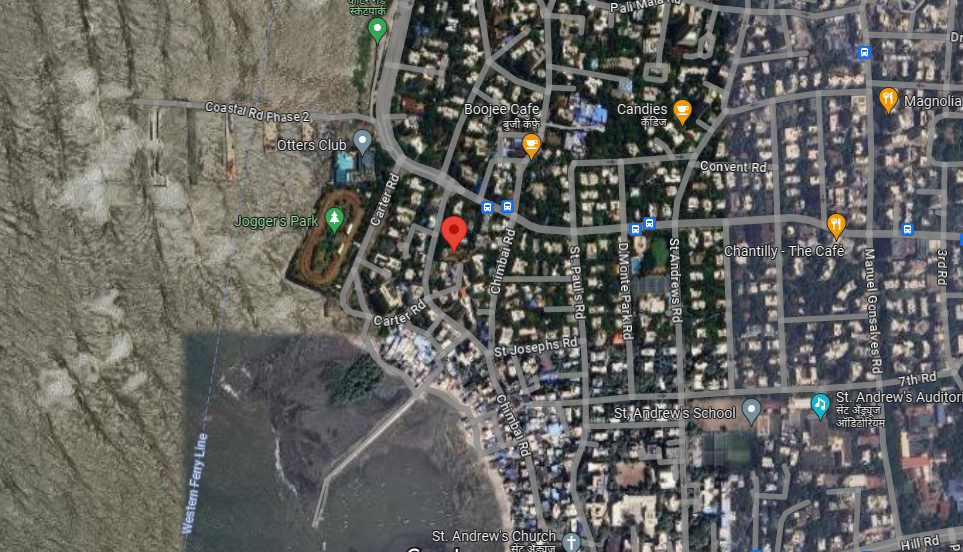 स्केटपार्क
Pali Mala Rd
Coastal Rd Phase 2
Boojee Cafe
बुजी कॅफे
Candies
कँडिज
Magnolia
Otters Club
Convent Rd
Carter Rd
Jogger's Park
Chimbai Rd
St. Paul's Rd
D'Monte Park Rd
St Andrews Rd
Chantilly - The Café
Manuel Gonsalves Rd
3rd Rd
Carter Rd
St Josephs Rd
7th Rd
St. Andrew's School
St. Andrew's Auditori
सेंट अँड्र्यूज
ऑडिटोरियम
Chimbai Rd
Western Ferry Line
St. Andrew's Church
Hill Rd